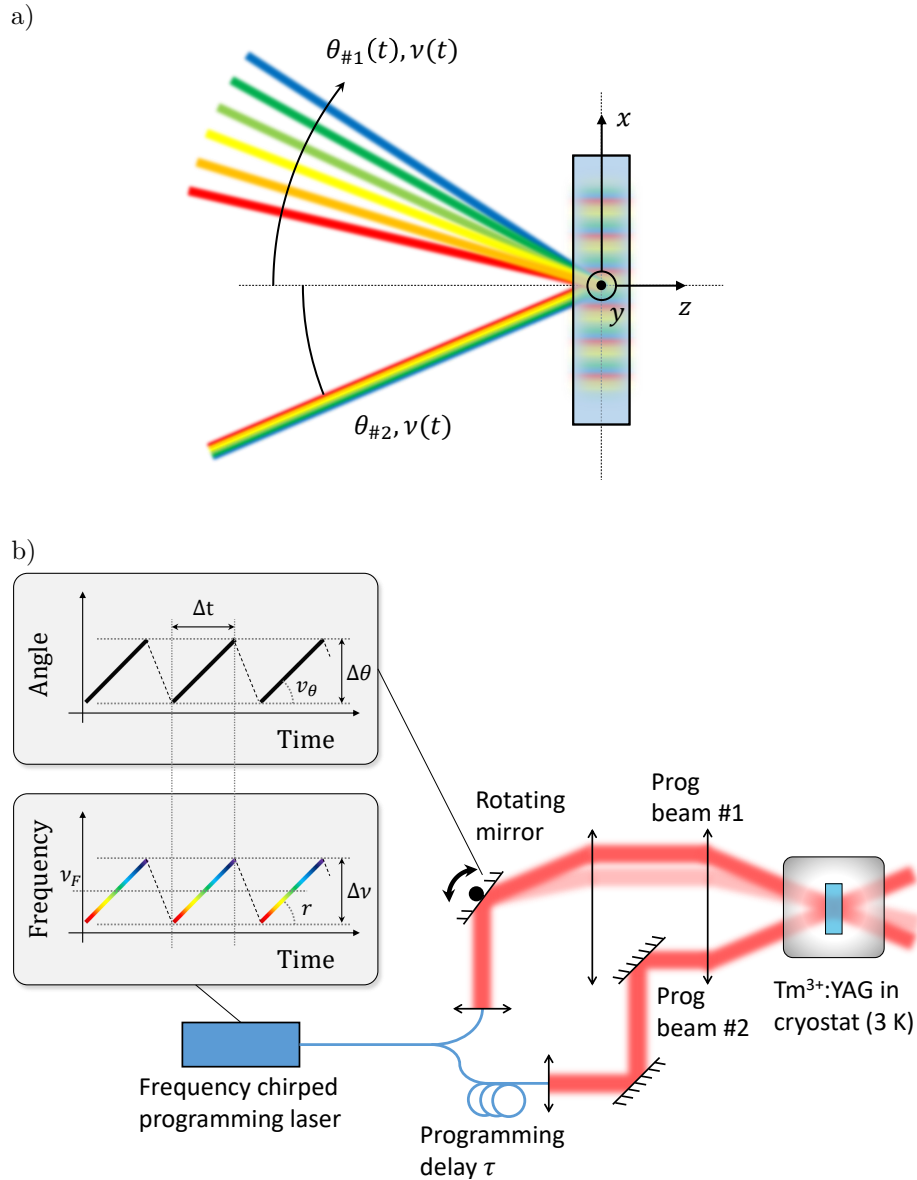 a)
θ#1(t), ν(t)
x
z
y
θ#2, ν(t)
b)
Δt
Angle
Δθ
vθ
Time
Frequency
νF
Δν
r
Time
Rotating
mirror
Prog
beam #1
Prog
beam #2
Tm³⁺:YAG in
cryostat (3 K)
Frequency chirped
programming laser
Programming
delay τ